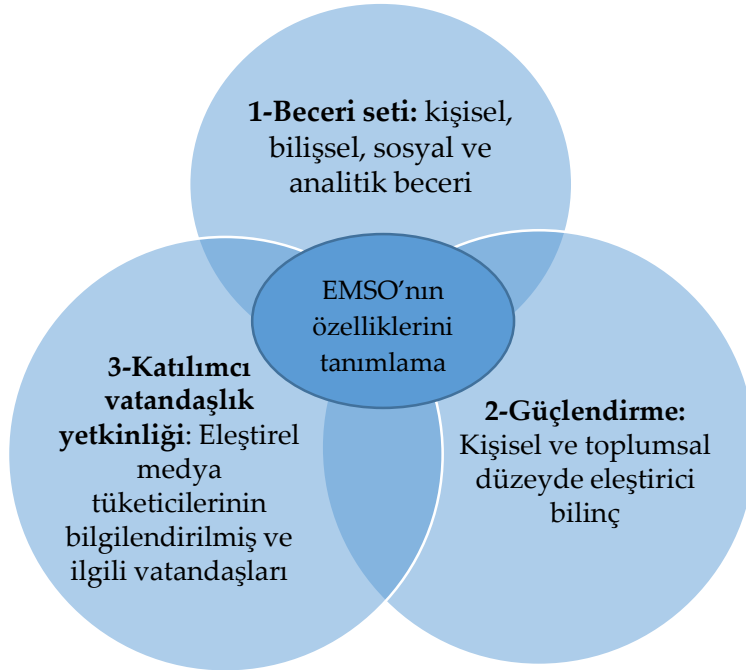 1-Beceri seti: kişisel,
bilişsel, sosyal ve
analitik beceri
EMSO’nın
özelliklerini
tanımlama
3-Katılımcı
vatandaşlık
yetkinliği: Eleştirel
medya
tüketicilerinin
bilgilendirilmiş ve
ilgili vatandaşları
2-Güçlendirme:
Kişisel ve toplumsal
düzeyde eleştirici
bilinç